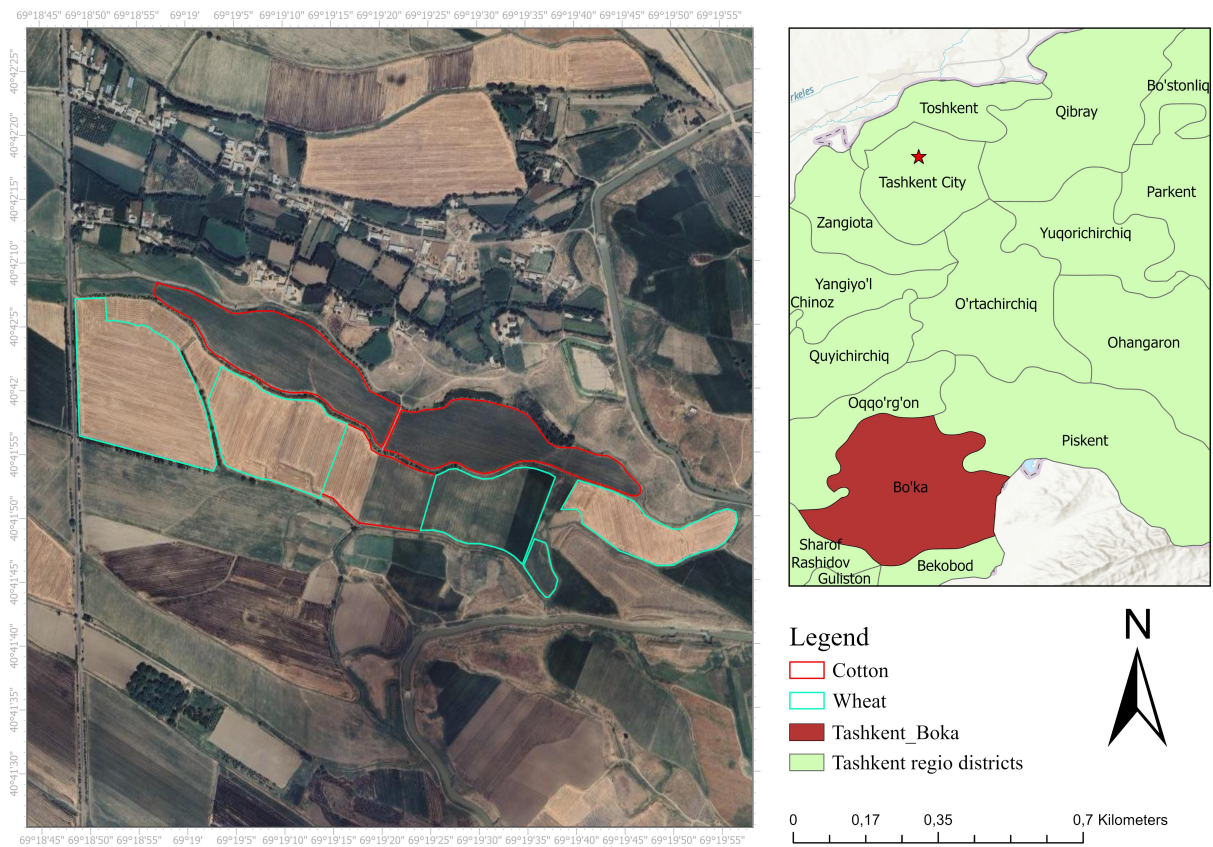 69°18'45" 69°18'50" 69°18'55" 69°19' 69°19'5" 69°19'10" 69°19'15" 69°19'20" 69°19'25" 69°19'30" 69°19'35" 69°19'40" 69°19'45" 69°19'50" 69°19'55"
40°42'25"
40°42'20"
40°42'15"
40°42'10"
40°42'5"
40°42'
40°41'55"
40°41'50"
40°41'45"
40°41'40"
40°41'35"
40°41'30"
69°18'45" 69°18'50" 69°18'55" 69°19' 69°19'5" 69°19'10" 69°19'15" 69°19'20" 69°19'25" 69°19'30" 69°19'35" 69°19'40" 69°19'45" 69°19'50" 69°19'55"
rkeles
Bo'stonliq
Toshkent
Qibray
Tashkent City
Parkent
Zangiota
Yuqorichirchiq
Yangiyo'l
Chinoz
O'rtachirchiq
Quyichirchiq
Ohangaron
Oqqo'rg'on
Piskent
Bo'ka
Sharof
Rashidov
Guliston
Bekobod
Legend
Cotton
Wheat
Tashkent_Boka
Tashkent regio districts
N
0 0,17 0,35 0,7 Kilometers